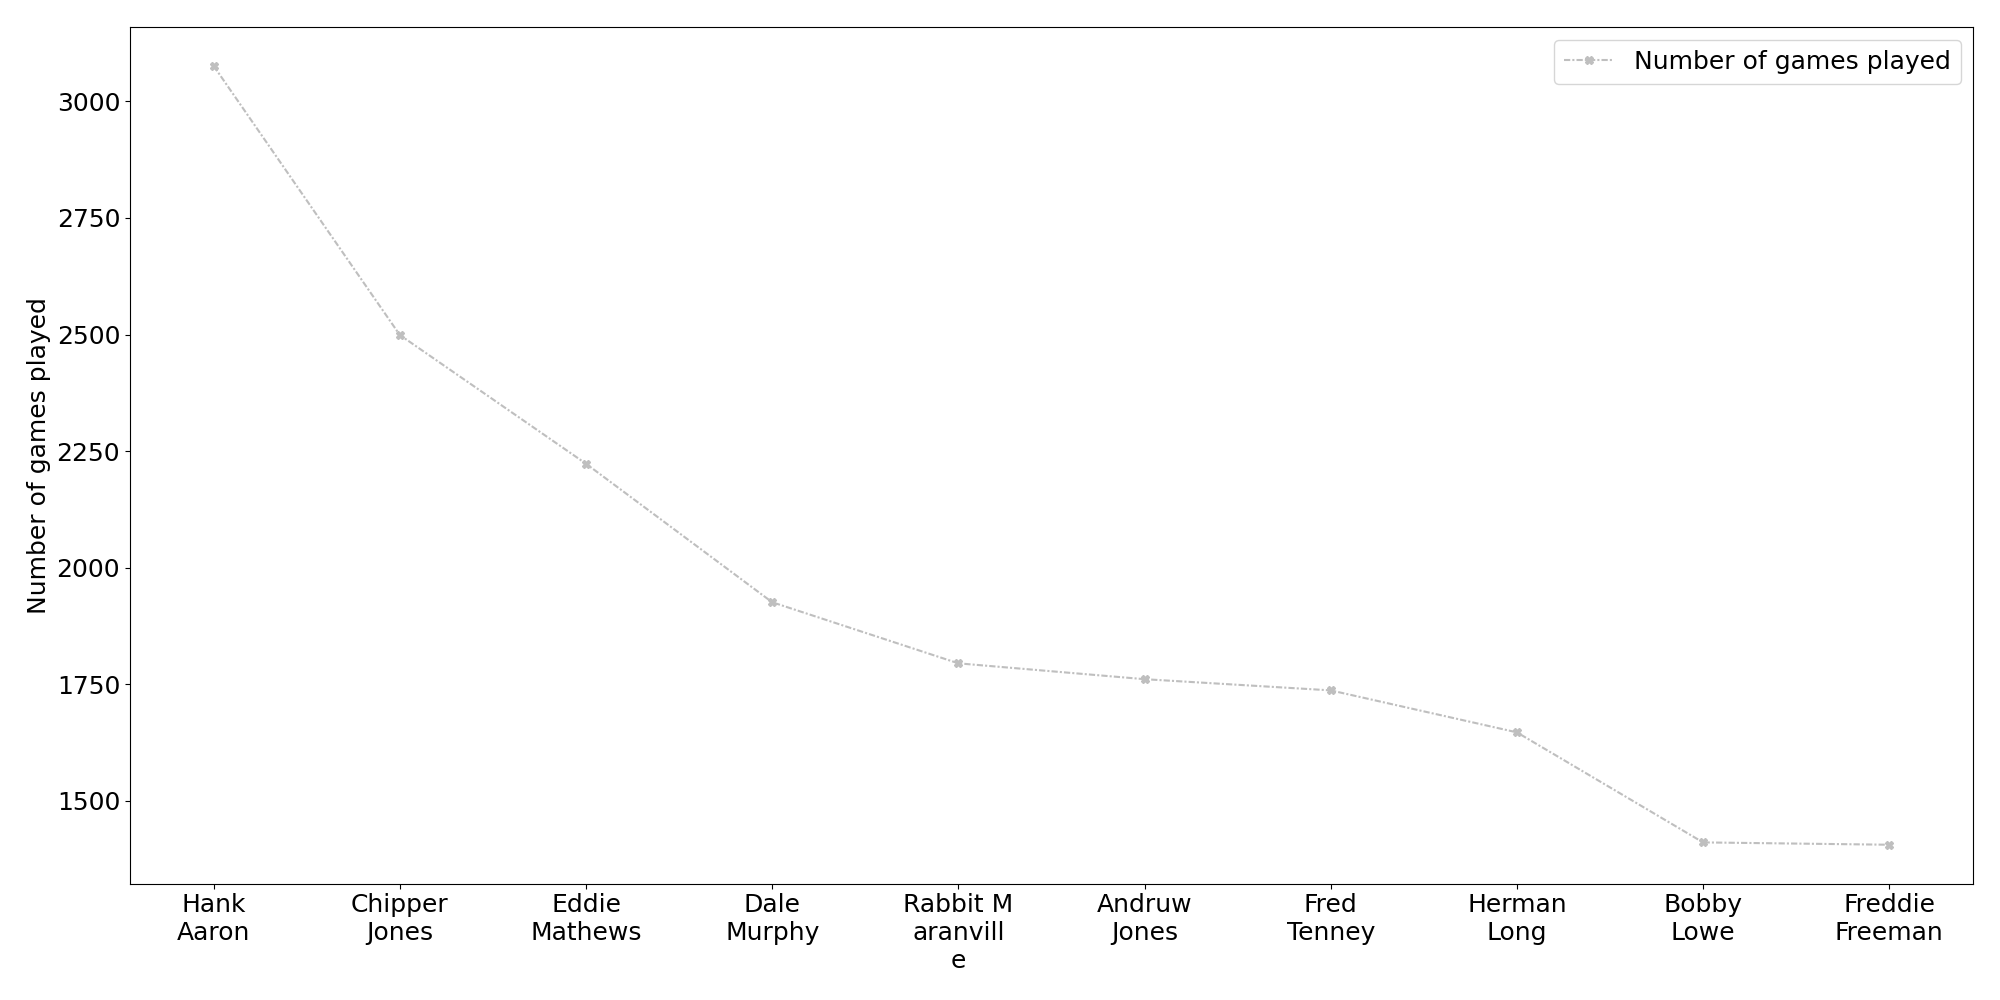 Number of games played
3000
2750
2500
2250
2000
1750
1500
Number of games played
Hank
Aaron
Chipper
Jones
Eddie
Mathews
Dale
Murphy
Rabbit M
aranvill
e
Andruw
Jones
Fred
Tenney
Herman
Long
Bobby
Lowe
Freddie
Freeman